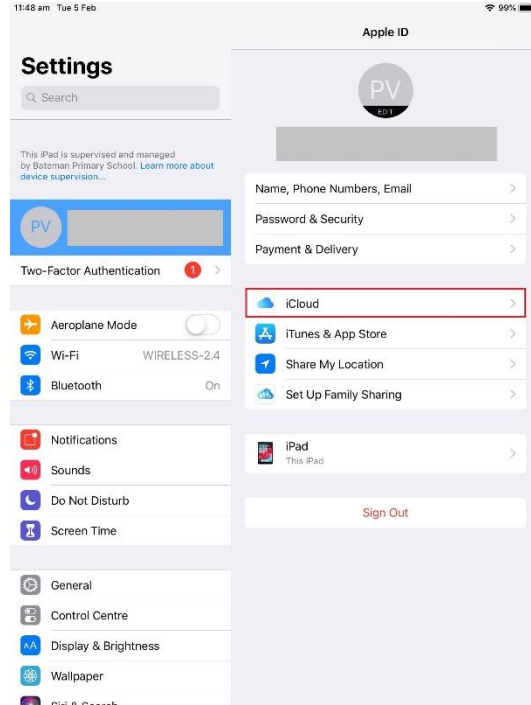 11:48 am Tue 5 Feb
99%
Settings
Search
This iPad is supervised and managed
by Bateman Primary School. Learn more about
device supervision...
PV
Two-Factor Authentication 1
Aeroplane Mode
Wi-Fi WIRELESS-2.4
Bluetooth On
Notifications
Sounds
Do Not Disturb
Screen Time
General
Control Centre
AA Display & Brightness
Wallpaper
Siri & Search
Apple ID
PV
EDIT
Name, Phone Numbers, Email
Password & Security
Payment & Delivery
iCloud
iTunes & App Store
Share My Location
Set Up Family Sharing
iPad
This iPad
Sign Out